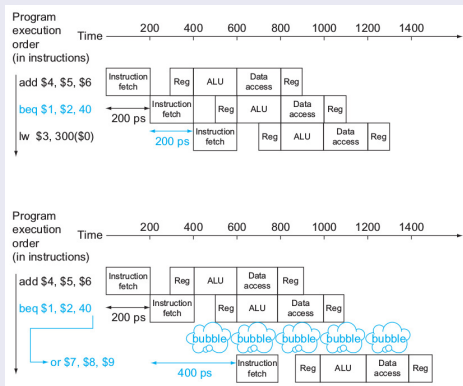 Program
execution
order
(in instructions)
Time
200 400 600 800 1000 1200 1400
add $4, $5, $6
Instruction fetch Reg ALU Data access Reg
beq $1, $2, 40
200 ps
Instruction fetch Reg ALU Data access Reg
lw $3, 300($0)
200 ps
Instruction fetch Reg ALU Data access Reg
Program
execution
order
(in instructions)
Time
200 400 600 800 1000 1200 1400
add $4, $5, $6
Instruction fetch Reg ALU Data access Reg
beq $1, $2, 40
200 ps
Instruction fetch Reg ALU Data access Reg
bubble bubble bubble bubble bubble
or $7, $8, $9
400 ps
Instruction fetch Reg ALU Data access Reg